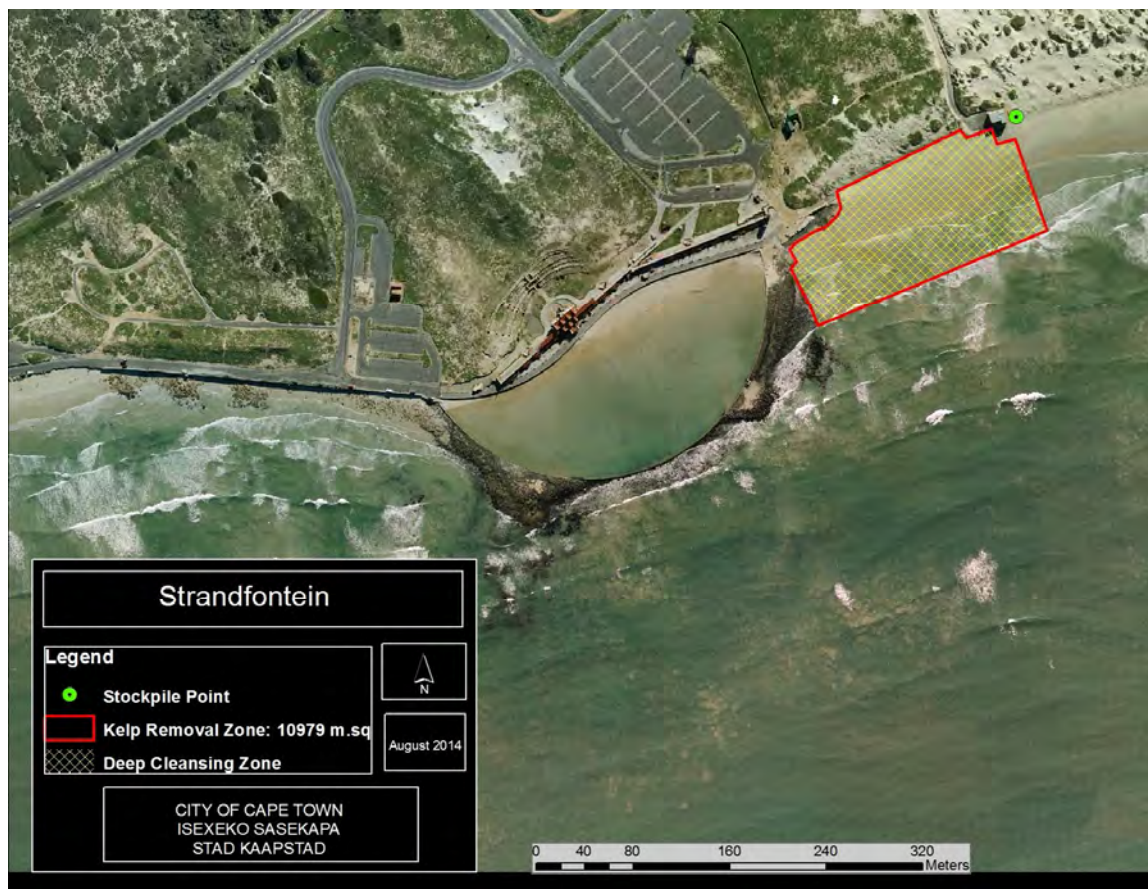 Strandfontein
Legend
Stockpile Point
Kelp Removal Zone: 10979 m.sq
Deep Cleansing Zone
N
August 2014
CITY OF CAPE TOWN
ISEXEKO SASEKAPA
STAD KAAPSTAD
0 40 80 160 240 320
Meters